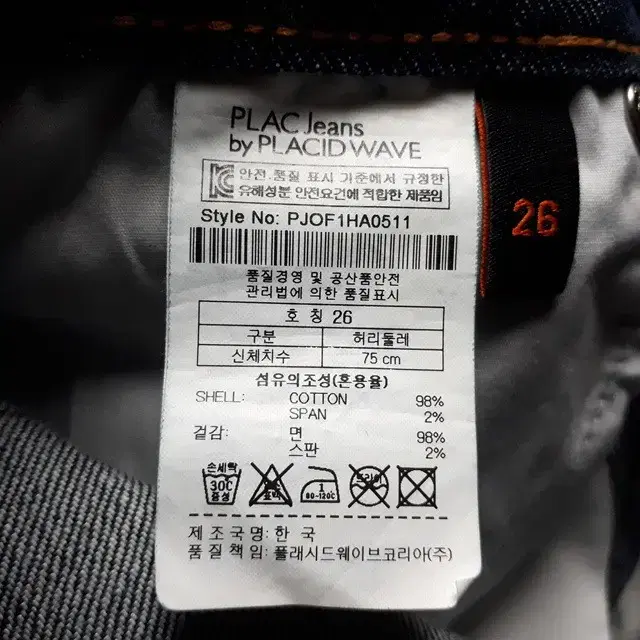 PLAC Jeans
by PLACID WAVE
안전·품질 표시 기준에서 규정한
유해성분 안전요건에 적합한 제품임
Style No: PJOF1HA0511
품질경영 및 공산품안전
관리법에 의한 품질표시
호 칭 26
구분 허리둘레
신체치수 75 cm
섬유의조성(혼용율)
SHELL: COTTON 98%
SPAN 2%
겉감: 면 98%
스판 2%
손세탁
30℃
중성
표백
80-120℃
드라이
제 조 국 명: 한 국
품 질 책 임: 플래시드웨이브코리아(주)
26